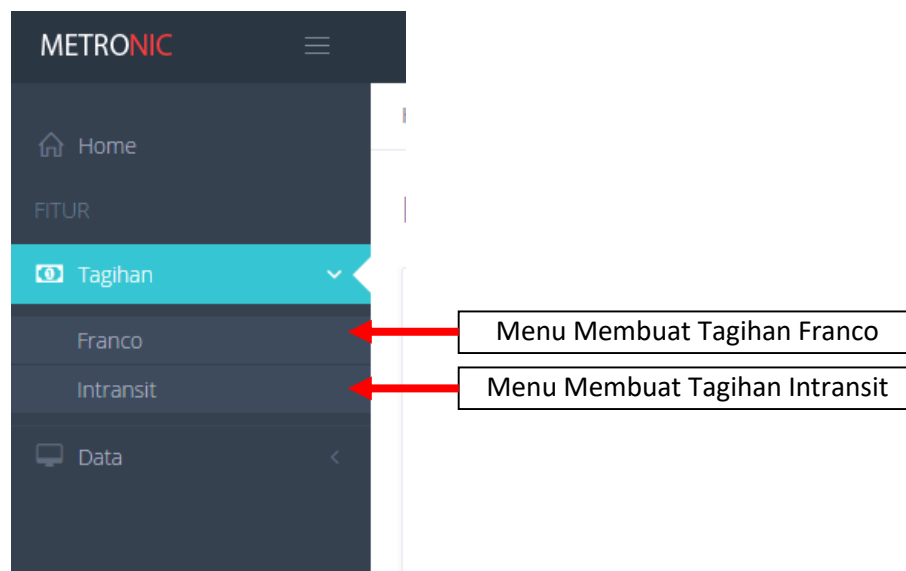 METRONIC
Home
FITUR
Tagihan
Franco
Menu Membuat Tagihan Franco
Intransit
Menu Membuat Tagihan Intransit
Data